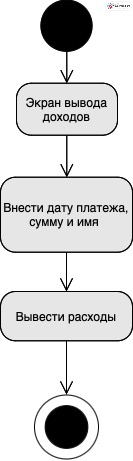 Экран вывода
доходов
Внести дату платежа,
сумму и имя
Вывести расходы